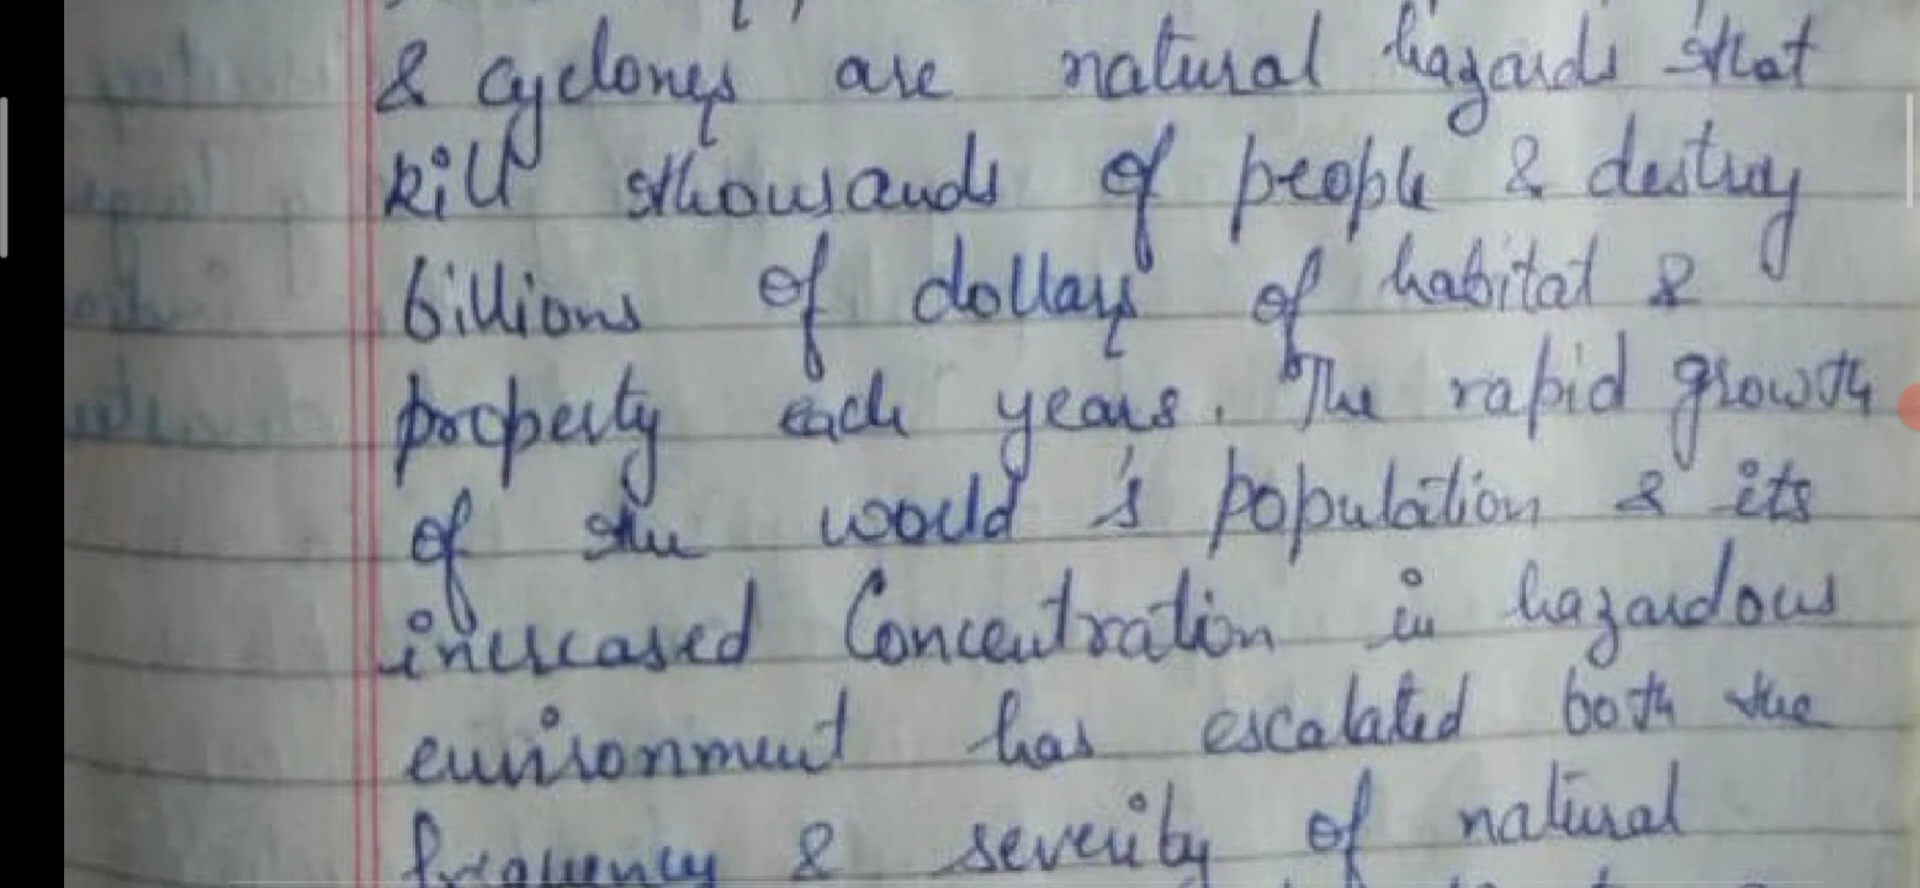 & cyclones are natural hazards that
kill thousands of people & destroy
billions of dollars of habitat &
property each years. The rapid growth
of the world's population & its
increased Concentration in hazardous
environment has escalated both the
frequency & severity of natural